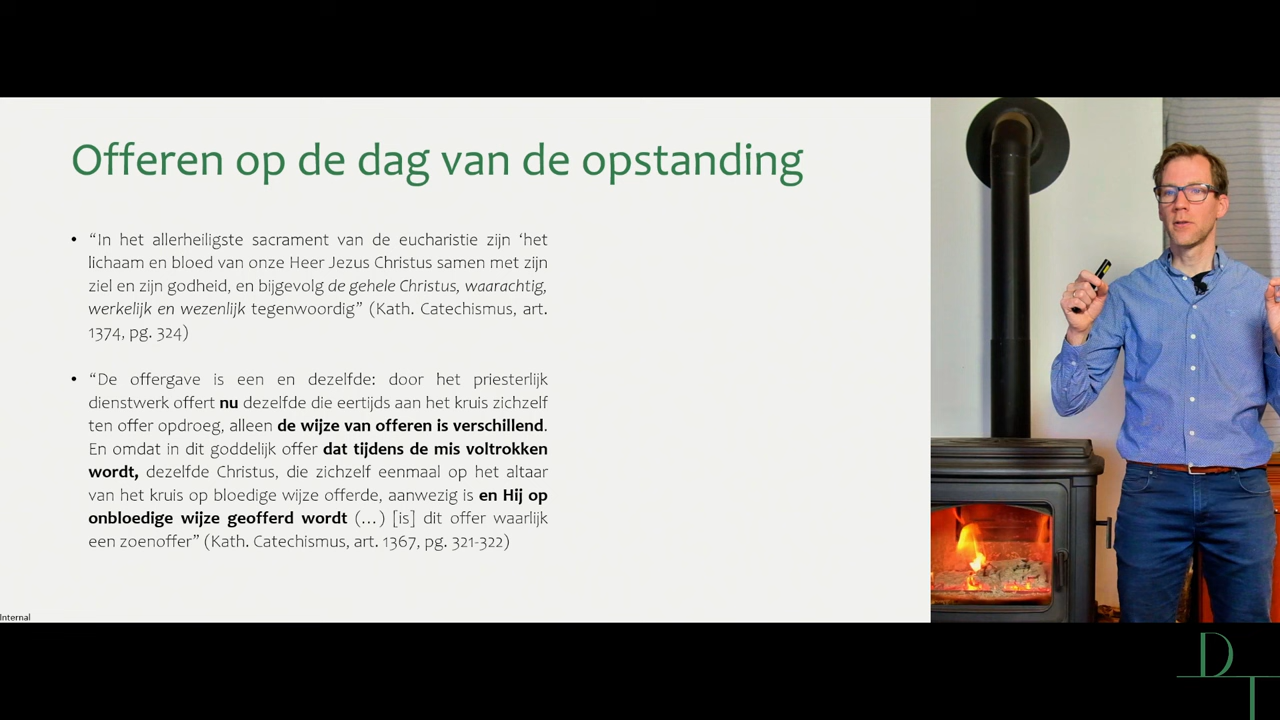 Offeren op de dag van de opstanding
• “In het allerheiligste sacrament van de eucharistie zijn ‘het
lichaam en bloed van onze Heer Jezus Christus samen met zijn
ziel en zijn godheid, en bijgevolg de gehele Christus, waarachtig,
werkelijk en wezenlijk tegenwoordig” (Kath. Catechismus, art.
1374, pg. 324)
• “De offergave is een en dezelfde: door het priesterlijk
dienstwerk offert nu dezelfde die eertijds aan het kruis zichzelf
ten offer opdroeg, alleen de wijze van offeren is verschillend.
En omdat in dit goddelijk offer dat tijdens de mis voltrokken
wordt, dezelfde Christus, die zichzelf eenmaal op het altaar
van het kruis op bloedige wijze offerde, aanwezig is en Hij op
onbloedige wijze geofferd wordt (…) [is] dit offer waarlijk
een zoenoffer” (Kath. Catechismus, art. 1367, pg. 321-322)
Internal
DT